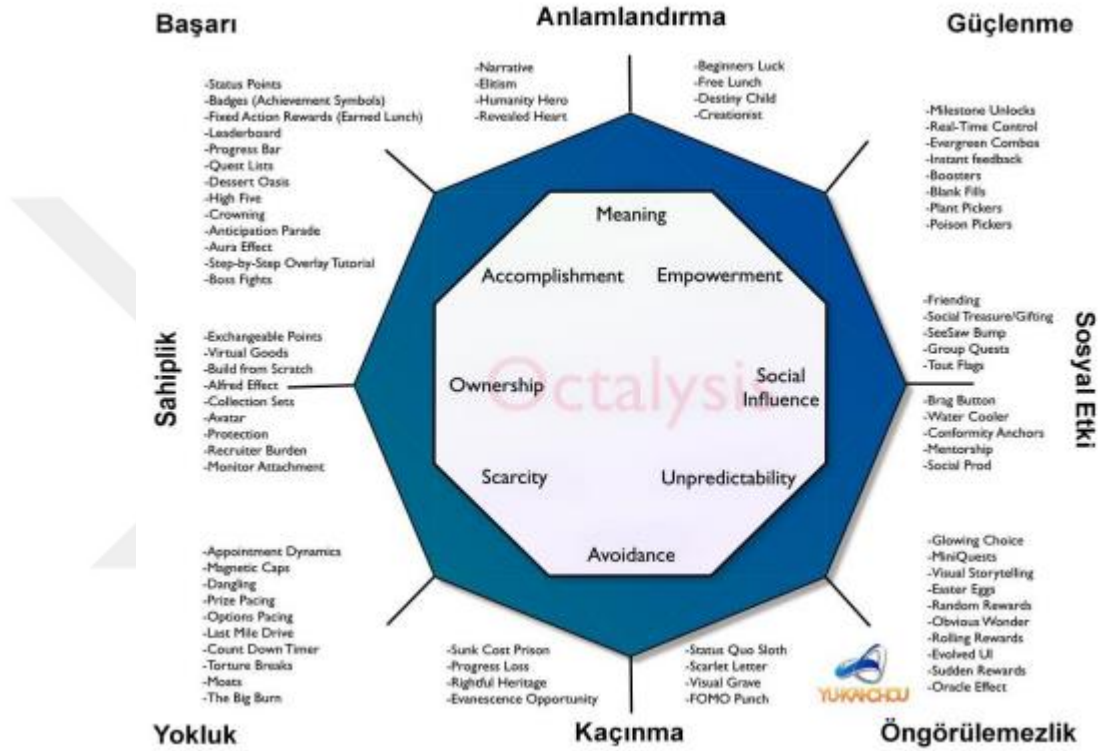 Başarı
Anlamlandırma
Güçlenme
-Status Points
-Badges (Achievement Symbols)
-Fixed Action Rewards (Earned Lunch)
-Leaderboard
-Progress Bar
-Quest Lists
-Dessert Oasis
-High Five
-Crowning
-Anticipation Parade
-Aura Effect
-Step-by-Step Overlay Tutorial
-Boss Fights
-Narrative
-Elitism
-Humanity Hero
-Revealed Heart
-Beginners Luck
-Free Lunch
-Destiny Child
-Creationist
-Milestone Unlocks
-Real-Time Control
-Evergreen Combos
-Instant feedback
-Boosters
-Blank Fills
-Plant Pickers
-Poison Pickers
Meaning
Accomplishment
Empowerment
Ownership
Octalysis
Social
Influence
Scarcity
Unpredictability
Avoidance
Sahiplik
-Exchangeable Points
-Virtual Goods
-Build from Scratch
-Alfred Effect
-Collection Sets
-Avatar
-Protection
-Recruiter Burden
-Monitor Attachment
-Friending
-Social Treasure/Gifting
-SeeSaw Bump
-Group Quests
-Tout Flags
-Brag Button
-Water Cooler
-Conformity Anchors
-Mentorship
-Social Prod
Sosyal Etki
-Appointment Dynamics
-Magnetic Caps
-Dangling
-Prize Pacing
-Options Pacing
-Last Mile Drive
-Count Down Timer
-Torture Breaks
-Moats
-The Big Burn
-Sunk Cost Prison
-Progress Loss
-Rightful Heritage
-Evanescence Opportunity
-Status Quo Sloth
-Scarlet Letter
-Visual Grave
-FOMO Punch
YU-KAI CHOU
-Glowing Choice
-MiniQuests
-Visual Storytelling
-Easter Eggs
-Random Rewards
-Obvious Wonder
-Rolling Rewards
-Evolved UI
-Sudden Rewards
-Oracle Effect
Yokluk
Kaçınma
Öngörülemezlik